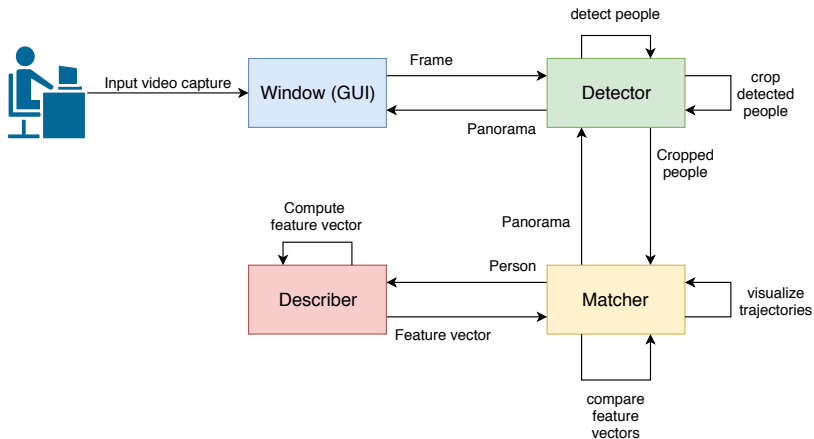 detect people
Frame
Input video capture
Window (GUI)
Detector
crop
detected
people
Panorama
Cropped
people
Compute
feature vector
Panorama
Person
Describer
Matcher
visualize
trajectories
Feature vector
compare
feature
vectors